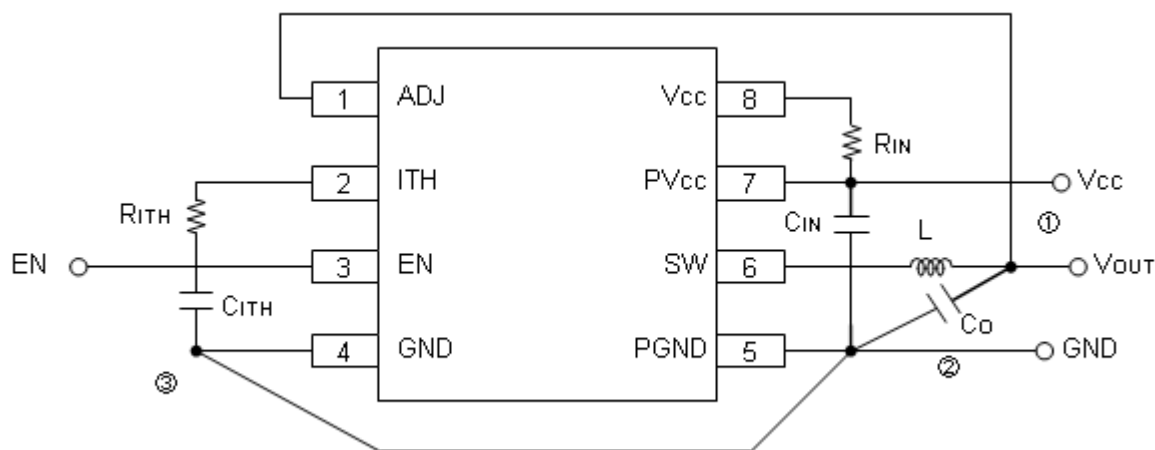 1 ADJ Vcc 8
RIN
2 ITH PVcc 7 Vcc
RITH CIN L ①
EN 3 EN SW 6 VOUT
CITH Co
4 GND PGND 5 GND
③ ②